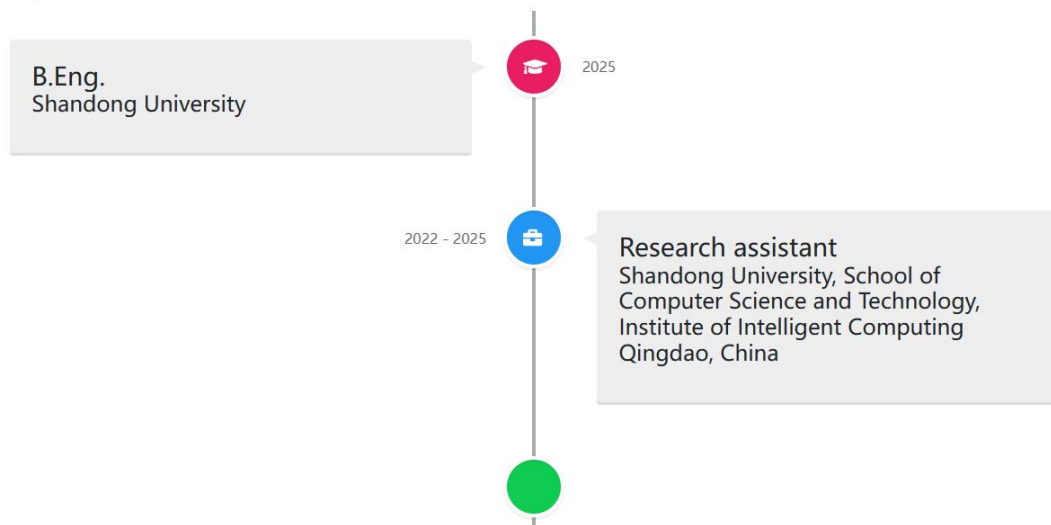 B.Eng.
Shandong University
2025
2022 - 2025
Research assistant
Shandong University, School of
Computer Science and Technology,
Institute of Intelligent Computing
Qingdao, China